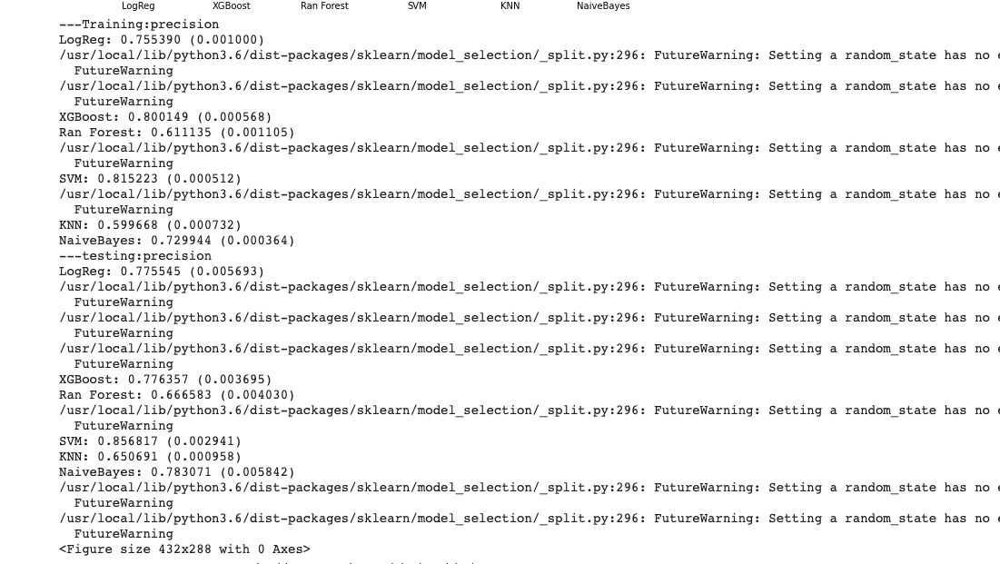 LogReg XGBoost Ran Forest SVM KNN NaiveBayes
---Training:precision
LogReg: 0.755390 (0.001000)
/usr/local/lib/python3.6/dist-packages/sklearn/model_selection/_split.py:296: FutureWarning: Setting a random_state has no
FutureWarning
/usr/local/lib/python3.6/dist-packages/sklearn/model_selection/_split.py:296: FutureWarning: Setting a random_state has no
FutureWarning
XGBoost: 0.800149 (0.000568)
Ran Forest: 0.611135 (0.001105)
/usr/local/lib/python3.6/dist-packages/sklearn/model_selection/_split.py:296: FutureWarning: Setting a random_state has no
FutureWarning
SVM: 0.815223 (0.000512)
/usr/local/lib/python3.6/dist-packages/sklearn/model_selection/_split.py:296: FutureWarning: Setting a random_state has no
FutureWarning
KNN: 0.599668 (0.000732)
NaiveBayes: 0.729944 (0.000364)
---testing:precision
LogReg: 0.775545 (0.005693)
/usr/local/lib/python3.6/dist-packages/sklearn/model_selection/_split.py:296: FutureWarning: Setting a random_state has no
FutureWarning
/usr/local/lib/python3.6/dist-packages/sklearn/model_selection/_split.py:296: FutureWarning: Setting a random_state has no
FutureWarning
/usr/local/lib/python3.6/dist-packages/sklearn/model_selection/_split.py:296: FutureWarning: Setting a random_state has no
FutureWarning
XGBoost: 0.776357 (0.003695)
Ran Forest: 0.666583 (0.004030)
/usr/local/lib/python3.6/dist-packages/sklearn/model_selection/_split.py:296: FutureWarning: Setting a random_state has no
FutureWarning
SVM: 0.856817 (0.002941)
KNN: 0.650691 (0.000958)
NaiveBayes: 0.783071 (0.005842)
/usr/local/lib/python3.6/dist-packages/sklearn/model_selection/_split.py:296: FutureWarning: Setting a random_state has no
FutureWarning
/usr/local/lib/python3.6/dist-packages/sklearn/model_selection/_split.py:296: FutureWarning: Setting a random_state has no
FutureWarning
<Figure size 432x288 with 0 Axes>